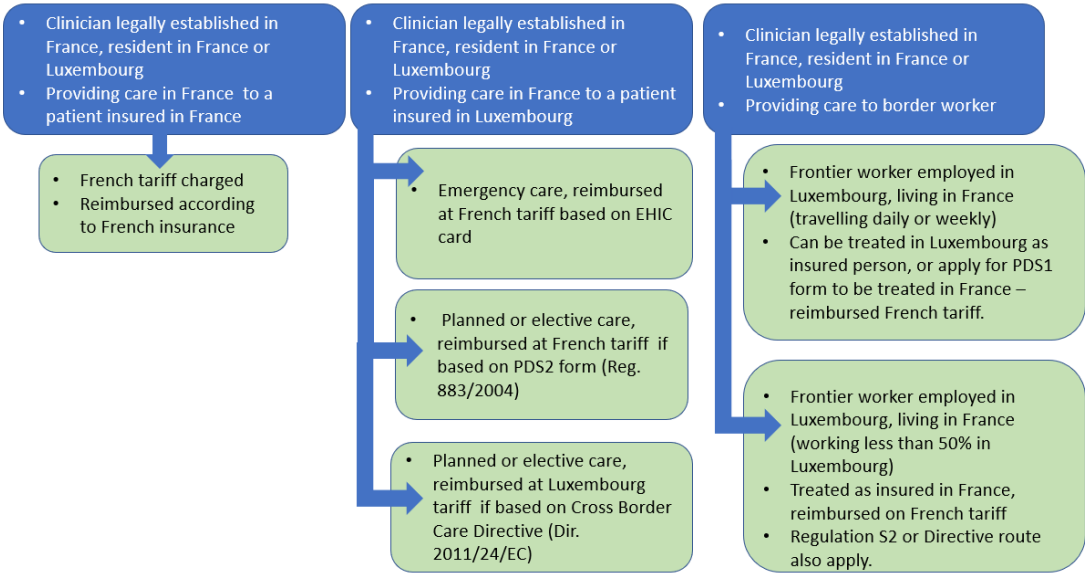 • Clinician legally established in
France, resident in France or
Luxembourg
• Providing care in France to a
patient insured in France
• French tariff charged
• Reimbursed according
to French insurance
• Clinician legally established in
France, resident in France or
Luxembourg
• Providing care in France to a patient
insured in Luxembourg
• Emergency care, reimbursed
at French tariff based on EHIC
card
• Planned or elective care,
reimbursed at French tariff if
based on PDS2 form (Reg.
883/2004)
• Planned or elective care,
reimbursed at Luxembourg
tariff if based on Cross Border
Care Directive (Dir.
2011/24/EC)
• Clinician legally established in
France, resident in France or
Luxembourg
• Providing care to border worker
• Frontier worker employed in
Luxembourg, living in France
(travelling daily or weekly)
• Can be treated in Luxembourg as
insured person, or apply for PDS1
form to be treated in France –
reimbursed French tariff.
• Frontier worker employed in
Luxembourg, living in France
(working less than 50% in
Luxembourg)
• Treated as insured in France,
reimbursed on French tariff
• Regulation S2 or Directive route
also apply.